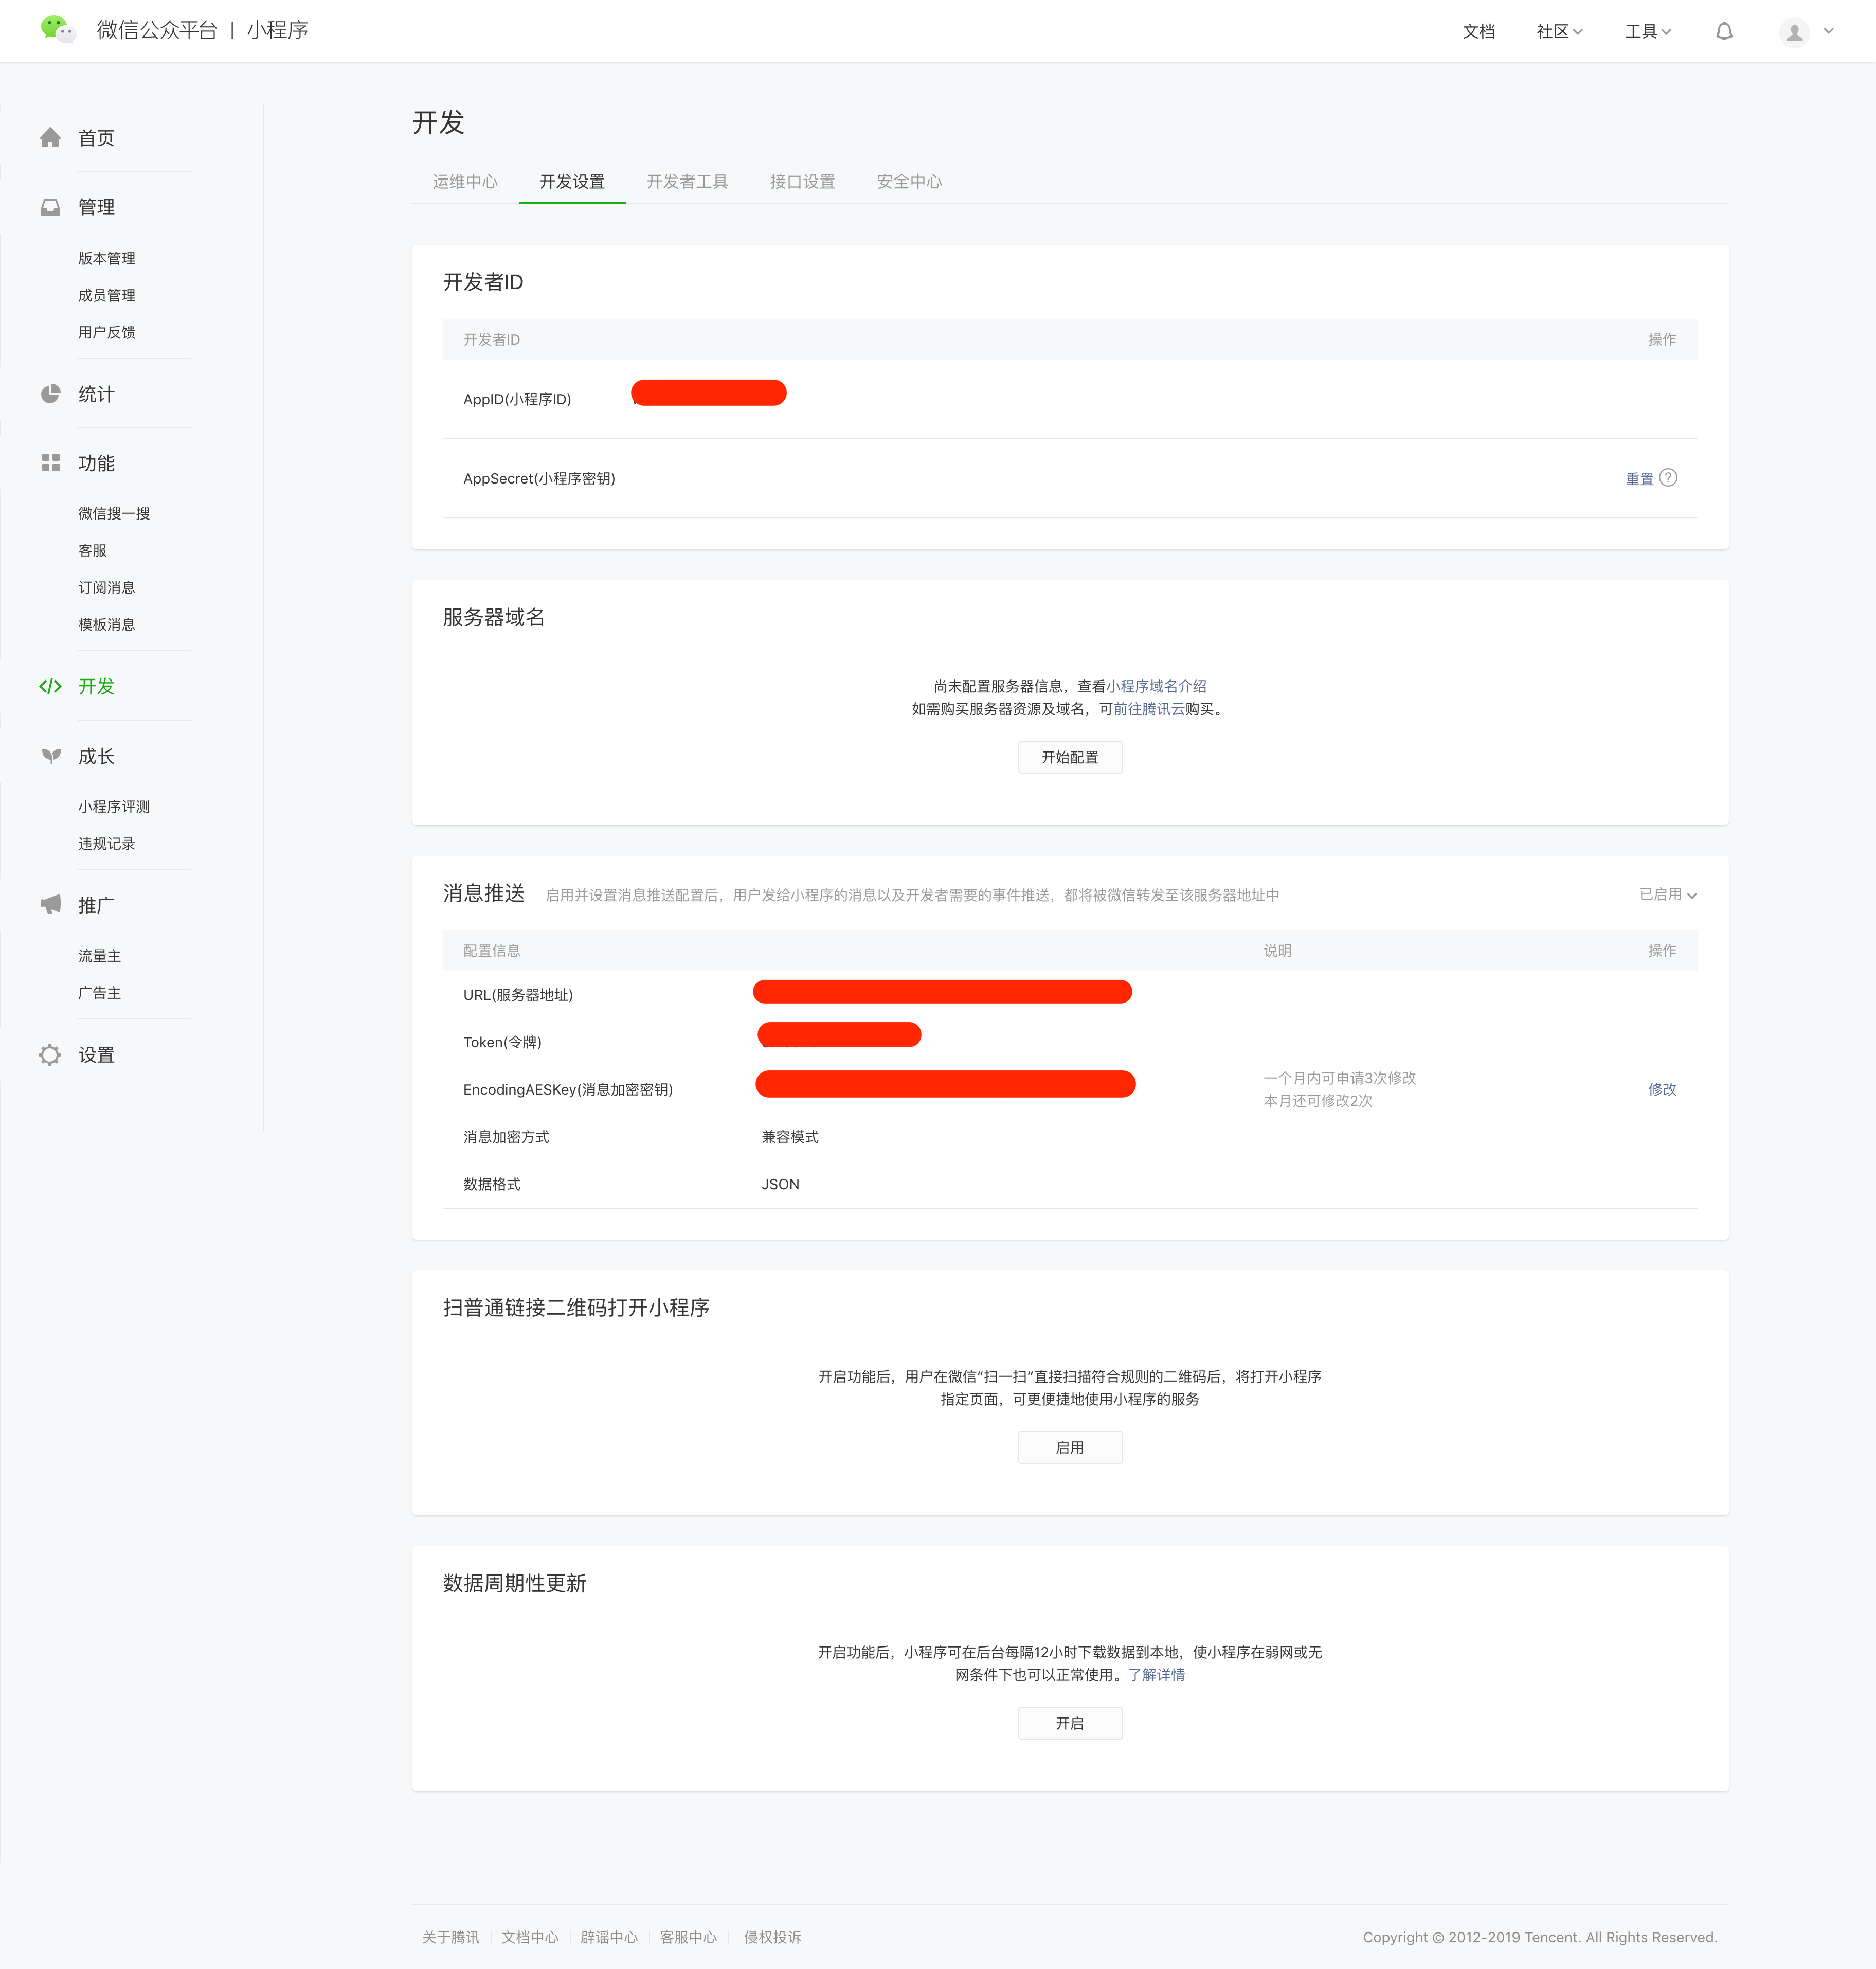 微信公众平台 | 小程序
文档 社区 工具
首页
管理
版本管理
成员管理
用户反馈
统计
功能
微信搜一搜
客服
订阅消息
模板消息
开发
成长
小程序评测
违规记录
推广
流量主
广告主
设置
开发
运维中心 开发设置 开发者工具 接口设置 安全中心
开发者ID
开发者ID 操作
AppID(小程序ID)
AppSecret(小程序密钥) 重置 ?
服务器域名
尚未配置服务器信息，查看小程序域名介绍
如需购买服务器资源及域名，可前往腾讯云购买。
开始配置
消息推送 启用并设置消息推送配置后，用户发给小程序的消息以及开发者需要的事件推送，都将被微信转发至该服务器地址中 已启用
配置信息 说明 操作
URL(服务器地址)
Token(令牌)
EncodingAESKey(消息加密密钥) 一个月内可申请3次修改 修改
本月还可修改2次
消息加密方式 兼容模式
数据格式 JSON
扫普通链接二维码打开小程序
开启功能后，用户在微信“扫一扫”直接扫描符合规则的二维码后，将打开小程序
指定页面，可更便捷地使用小程序的服务
启用
数据周期性更新
开启功能后，小程序可在后台每隔12小时下载数据到本地，使小程序在弱网或无
网条件下也可以正常使用。了解详情
开启
关于腾讯 文档中心 辟谣中心 客服中心 侵权投诉 Copyright © 2012-2019 Tencent. All Rights Reserved.